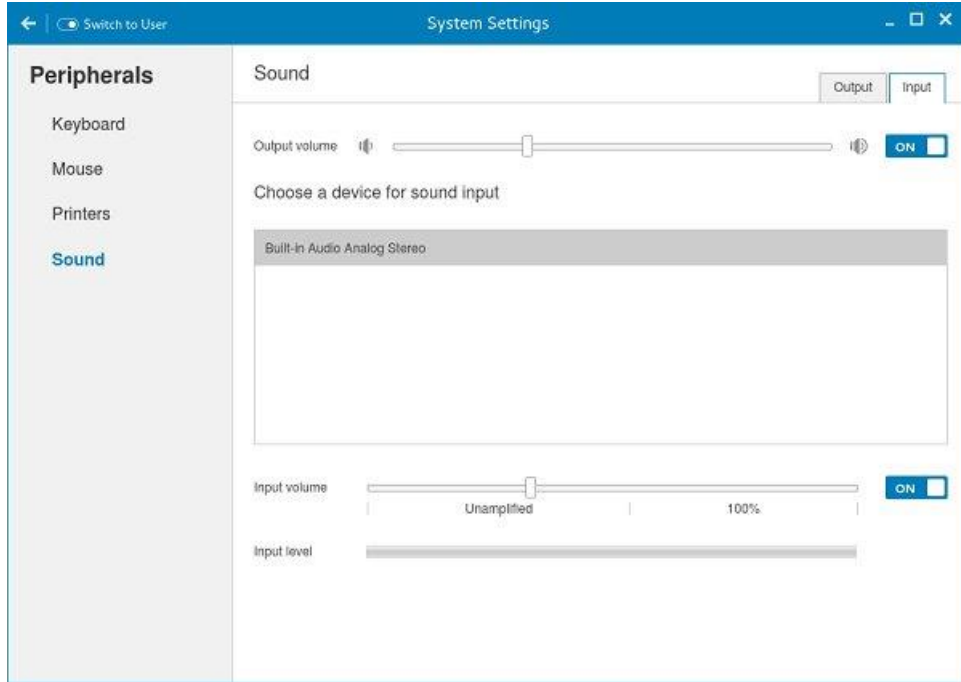 Switch to User
System Settings
Peripherals
Keyboard
Mouse
Printers
Sound
Sound
Output Input
Output volume ON
Choose a device for sound input
Built-in Audio Analog Stereo
Input volume ON
Unamplified 100%
Input level